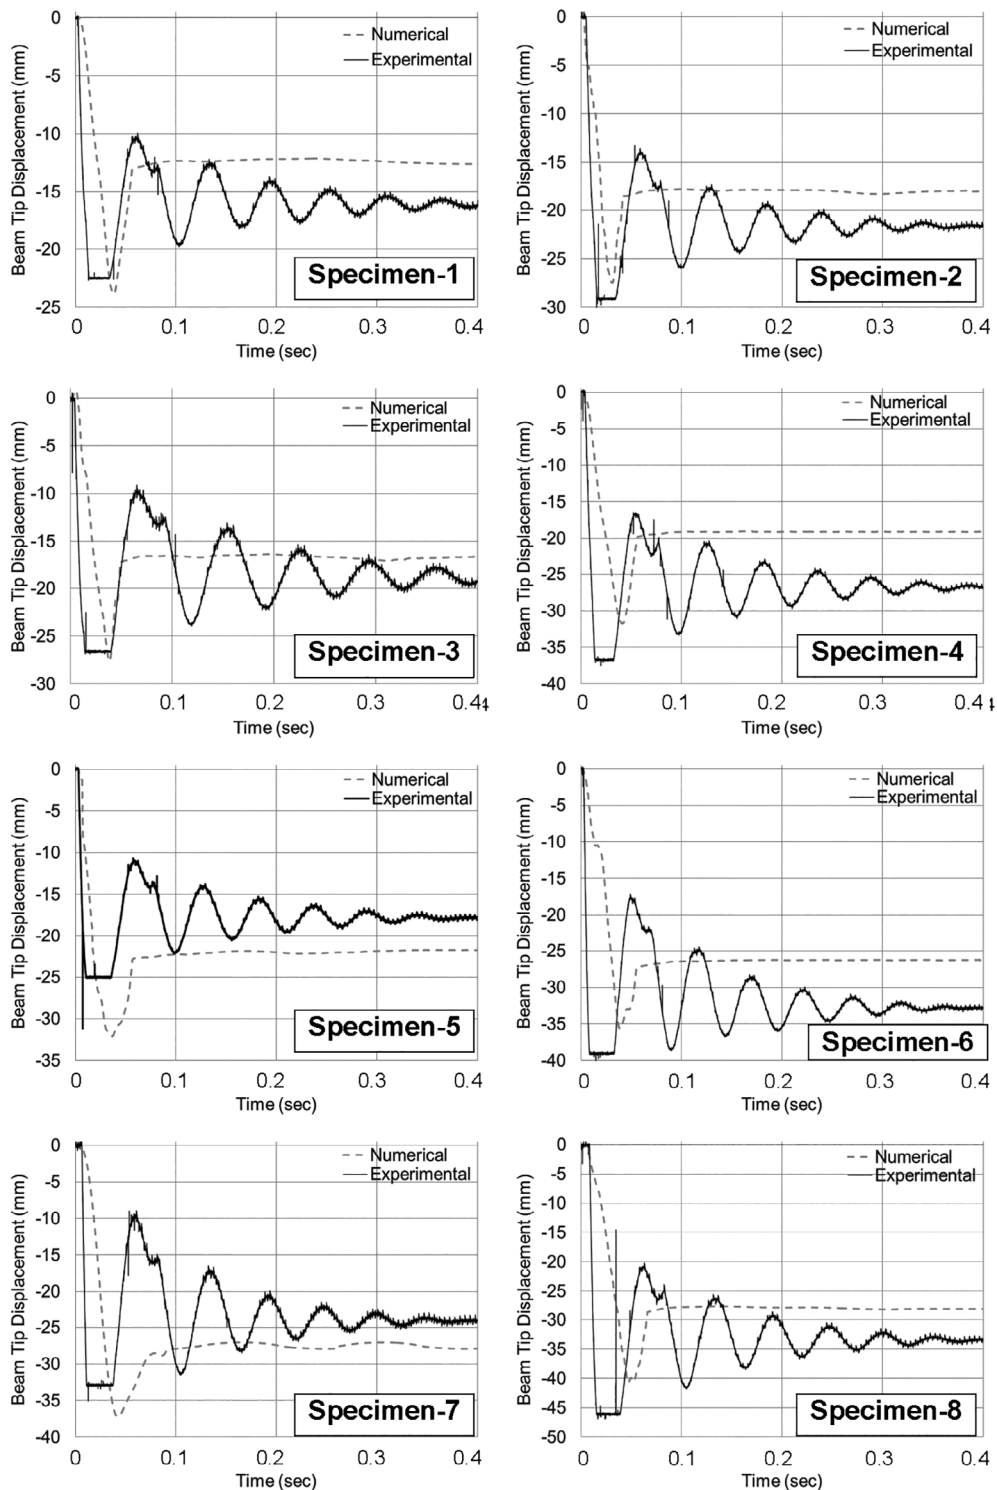 0
-5
-10
-15
-20
-25
Beam Tip Displacement (mm)
Numerical
Experimental
Specimen-1
0 0.1 0.2 0.3 0.4
Time (sec)
0
-5
-10
-15
-20
-25
-30
Beam Tip Displacement (mm)
Numerical
Experimental
Specimen-2
0 0.1 0.2 0.3 0.4
Time (sec)
0
-5
-10
-15
-20
-25
-30
Beam Tip Displacement (mm)
Numerical
Experimental
Specimen-3
0 0.1 0.2 0.3 0.4
Time (sec)
0
-5
-10
-15
-20
-25
-30
-35
-40
Beam Tip Displacement (mm)
Numerical
Experimental
Specimen-4
0 0.1 0.2 0.3 0.4
Time (sec)
0
-5
-10
-15
-20
-25
-30
-35
Beam Tip Displacement (mm)
Numerical
Experimental
Specimen-5
0 0.1 0.2 0.3 0.4
Time (sec)
0
-5
-10
-15
-20
-25
-30
-35
-40
Beam Tip Displacement (mm)
Numerical
Experimental
Specimen-6
0 0.1 0.2 0.3 0.4
Time (sec)
0
-5
-10
-15
-20
-25
-30
-35
-40
Beam Tip Displacement (mm)
Numerical
Experimental
Specimen-7
0 0.1 0.2 0.3 0.4
Time (sec)
0
-5
-10
-15
-20
-25
-30
-35
-40
-45
-50
Beam Tip Displacement (mm)
Numerical
Experimental
Specimen-8
0 0.1 0.2 0.3 0.4
Time (sec)